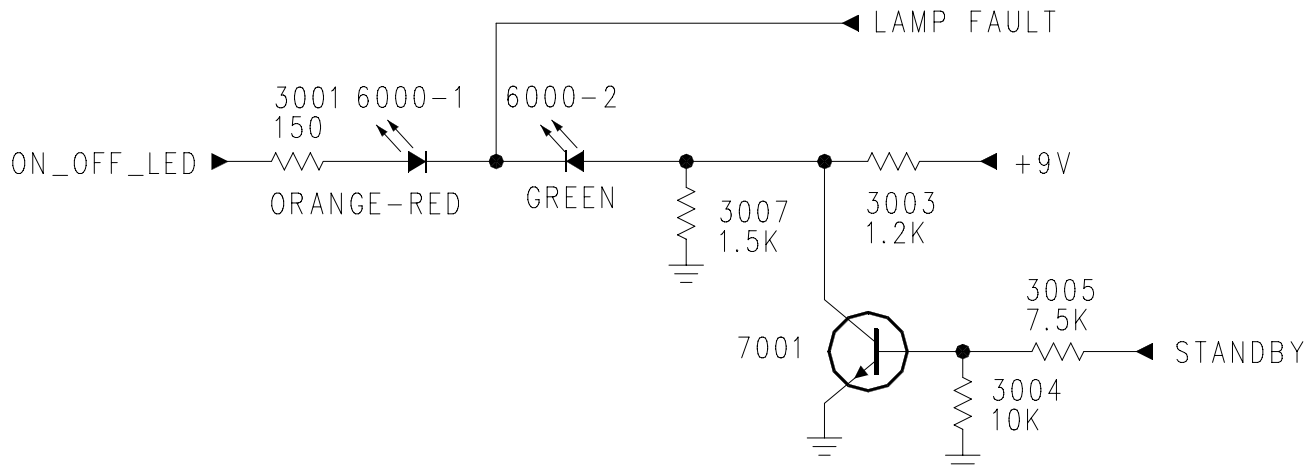 LAMP FAULT
3001 6000-1
150
6000-2
ON_OFF_LED
+9V
ORANGE-RED
GREEN
3007
1.5K
3003
1.2K
3005
7.5K
7001
STANDBY
3004
10K